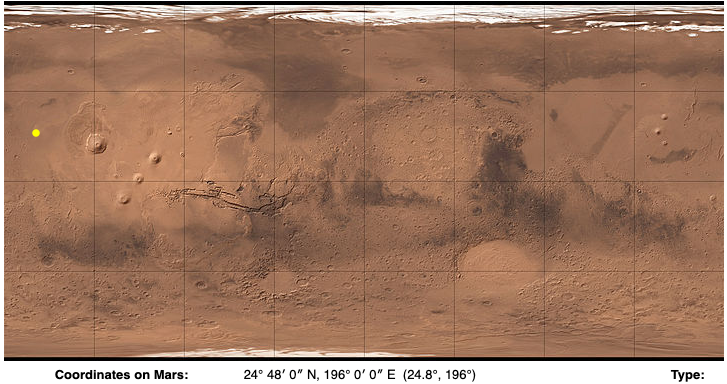 Coordinates on Mars: 24° 48′ 0″ N, 196° 0′ 0″ E (24.8°, 196°) Type: